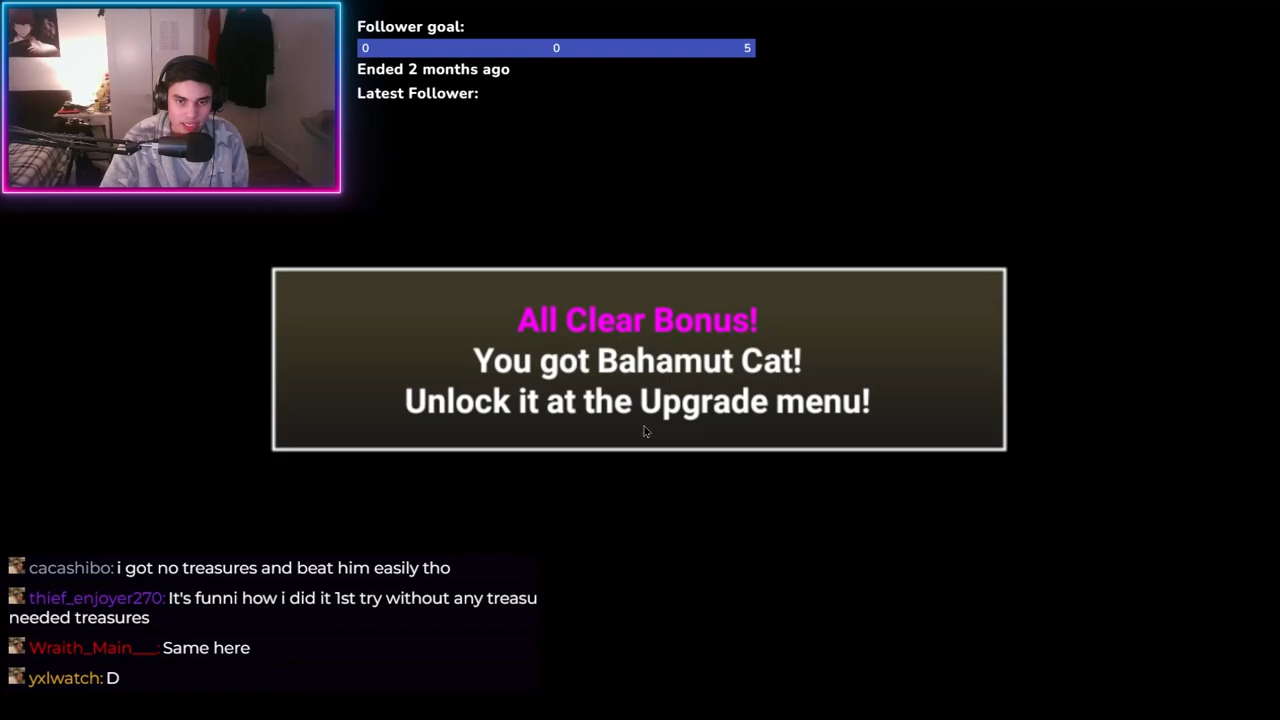 Follower goal:
0 0 5
Ended 2 months ago
Latest Follower:
All Clear Bonus!
You got Bahamut Cat!
Unlock it at the Upgrade menu!
cacashibo: i got no treasures and beat him easily tho
thief_enjoyer270: It's funni how i did it 1st try without any treasu
needed treasures
Wraith_Main___: Same here
yxlwatch: D